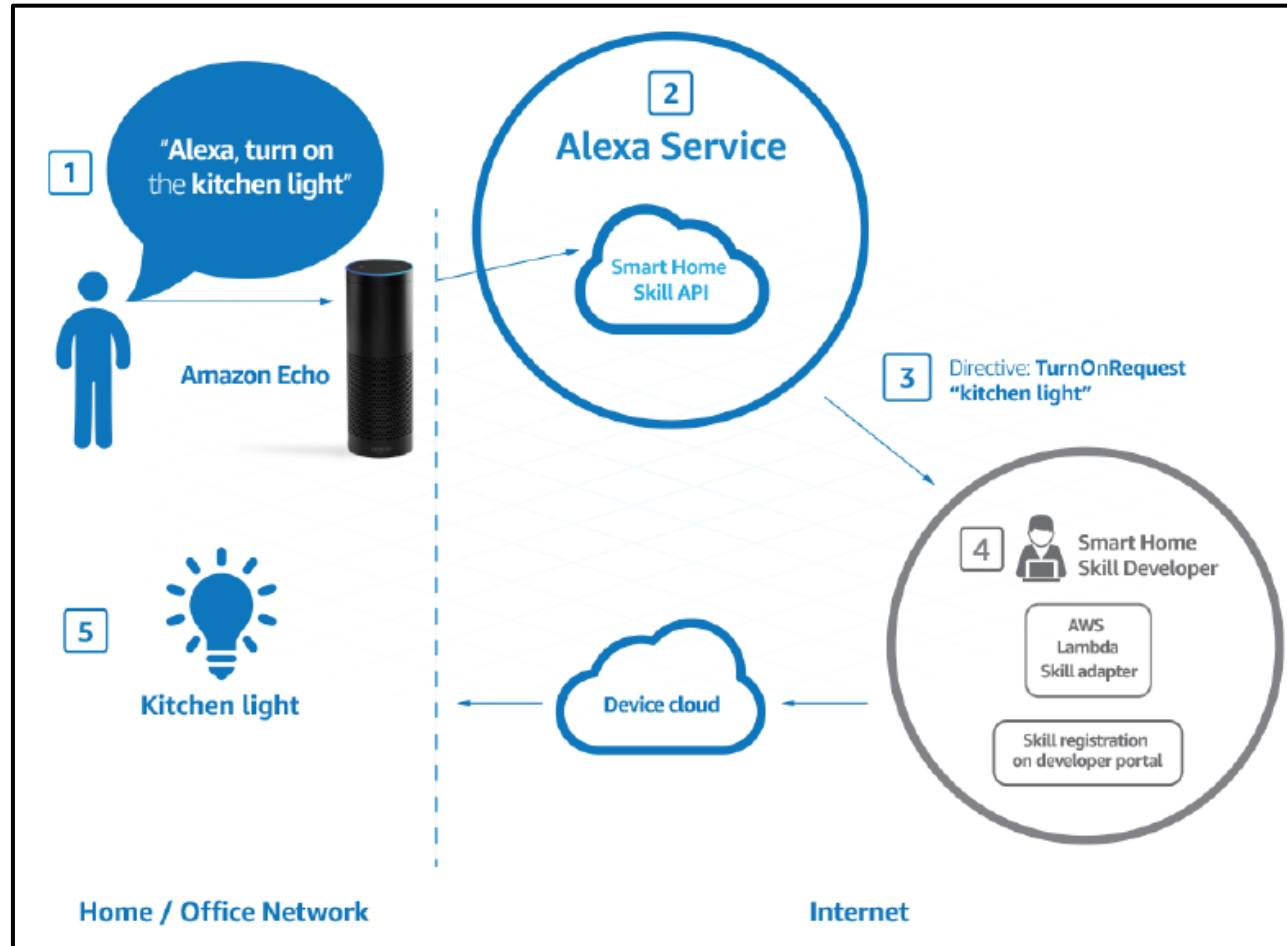 1
"Alexa, turn on
the kitchen light"
2
Alexa Service
Smart Home
Skill API
Amazon Echo
3
Directive: TurnOnRequest
"kitchen light"
4
Smart Home
Skill Developer
AWS
Lambda
Skill adapter
Skill registration
on developer portal
5
Kitchen light
Device cloud
Home / Office Network
Internet